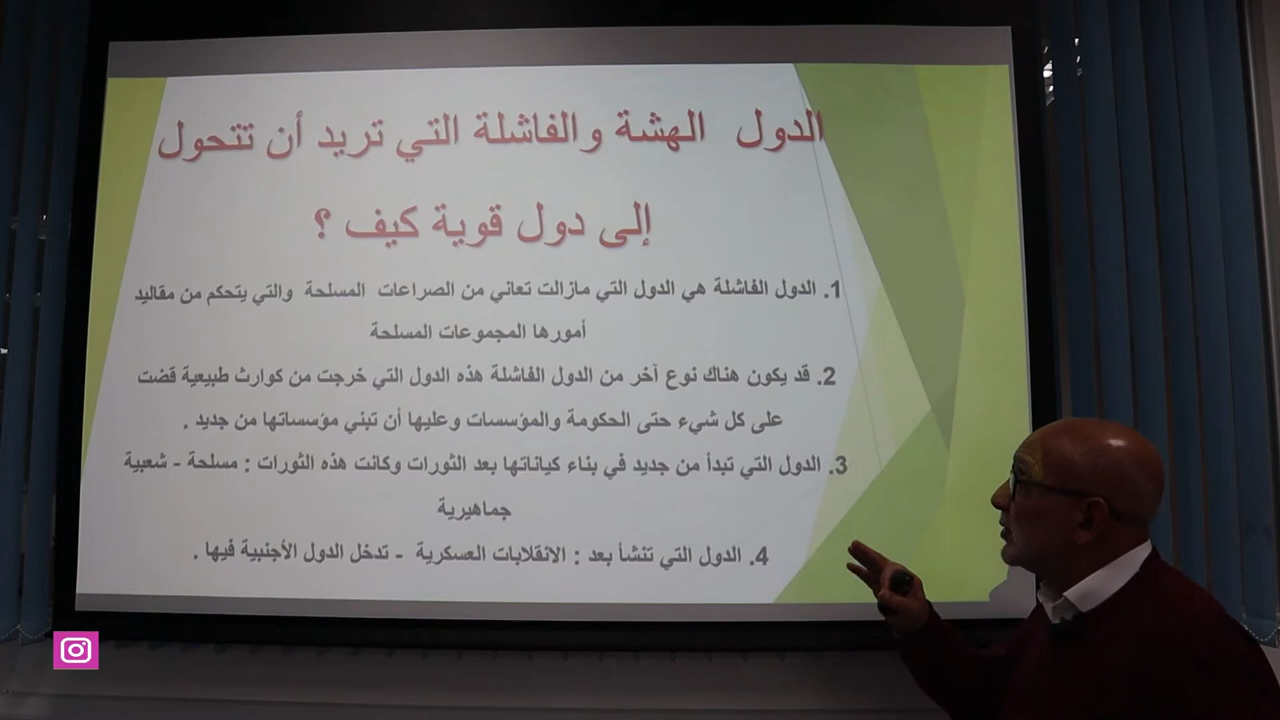 الدول الهشة والفاشلة التي تريد أن تتحول
إلى دول قوية كيف ؟
1. الدول الفاشلة هي الدول التي مازالت تعاني من الصراعات المسلحة والتي يتحكم من مقاليد
أمورها المجموعات المسلحة
2. قد يكون هناك نوع آخر من الدول الفاشلة هذه الدول التي خرجت من كوارث طبيعية قضت
على كل شيء حتى الحكومة والمؤسسات وعليها أن تبني مؤسساتها من جديد .
3. الدول التي تبدأ من جديد في بناء كياناتها بعد الثورات وكانت هذه الثورات : مسلحة - شعبية
جماهيرية
4. الدول التي تنشأ بعد : الانقلابات العسكرية - تدخل الدول الأجنبية فيها .